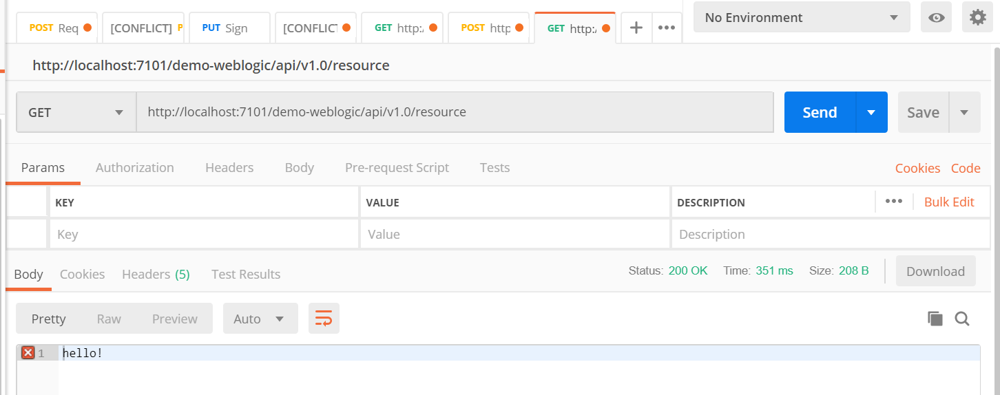 POST Req [CONFLICT] P PUT Sign [CONFLICT GET http:/ POST http GET http:/ + ••• No Environment
http://localhost:7101/demo-weblogic/api/v1.0/resource
GET http://localhost:7101/demo-weblogic/api/v1.0/resource Send Save
Params Authorization Headers Body Pre-request Script Tests Cookies Code
KEY VALUE DESCRIPTION ••• Bulk Edit
Key Value Description
Body Cookies Headers (5) Test Results Status: 200 OK Time: 351 ms Size: 208 B Download
Pretty Raw Preview Auto
1 hello!